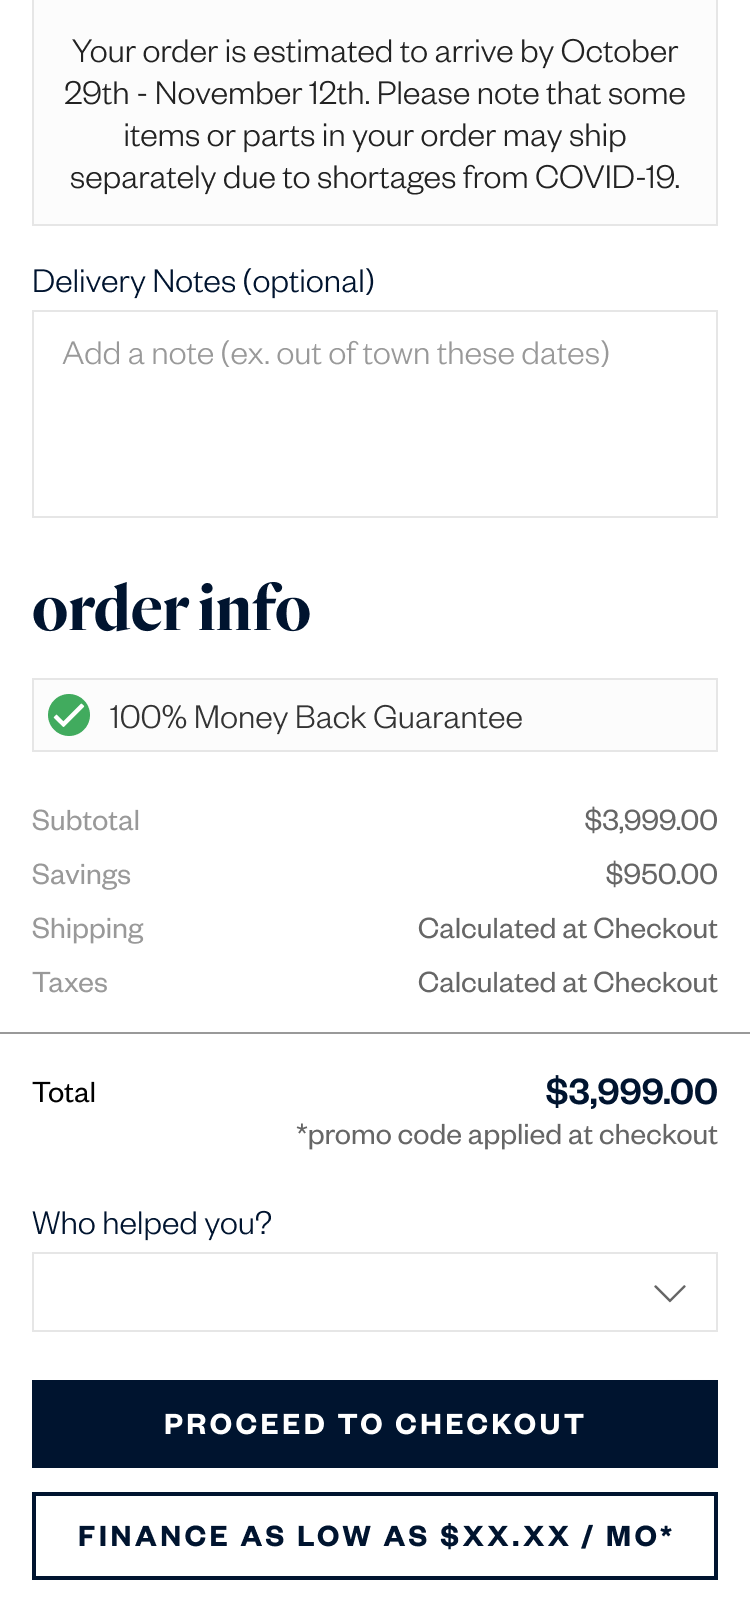 Your order is estimated to arrive by October
29th - November 12th. Please note that some
items or parts in your order may ship
separately due to shortages from COVID-19.
Delivery Notes (optional)
Add a note (ex. out of town these dates)
order info
100% Money Back Guarantee
Subtotal $3,999.00
Savings $950.00
Shipping Calculated at Checkout
Taxes Calculated at Checkout
Total $3,999.00
*promo code applied at checkout
Who helped you?
PROCEED TO CHECKOUT
FINANCE AS LOW AS $XX.XX / MO*